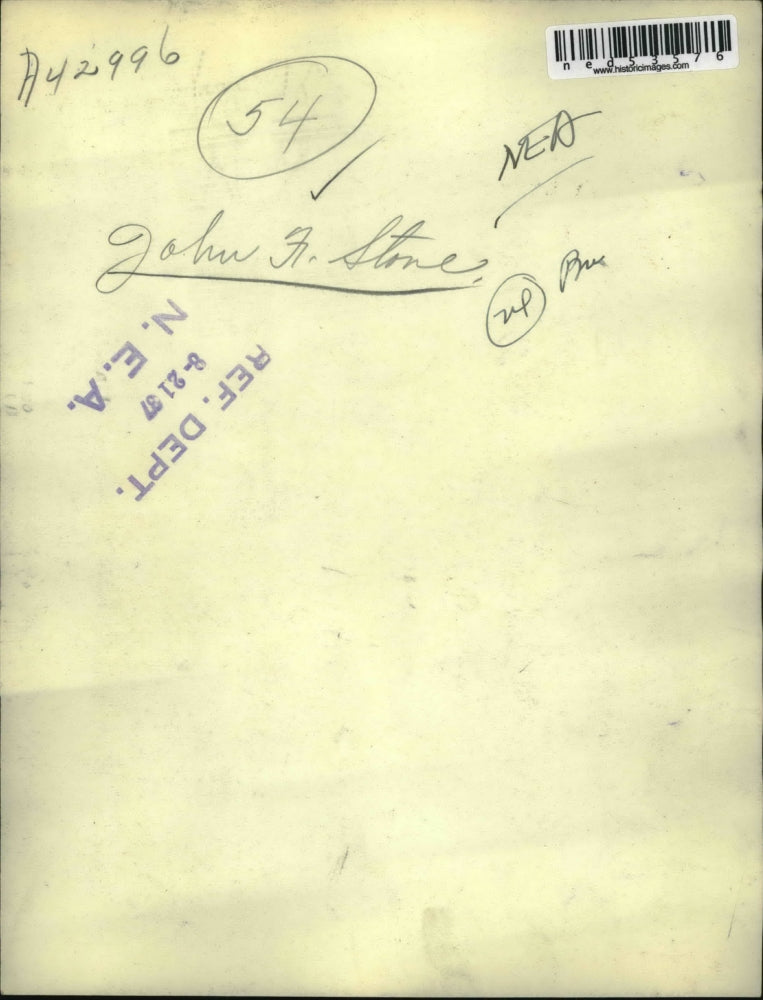 A42996
ned53576
www.historicimages.com
54
NEA
John F. Stone.
N.E.A.
8-21 37
REF. DEPT.